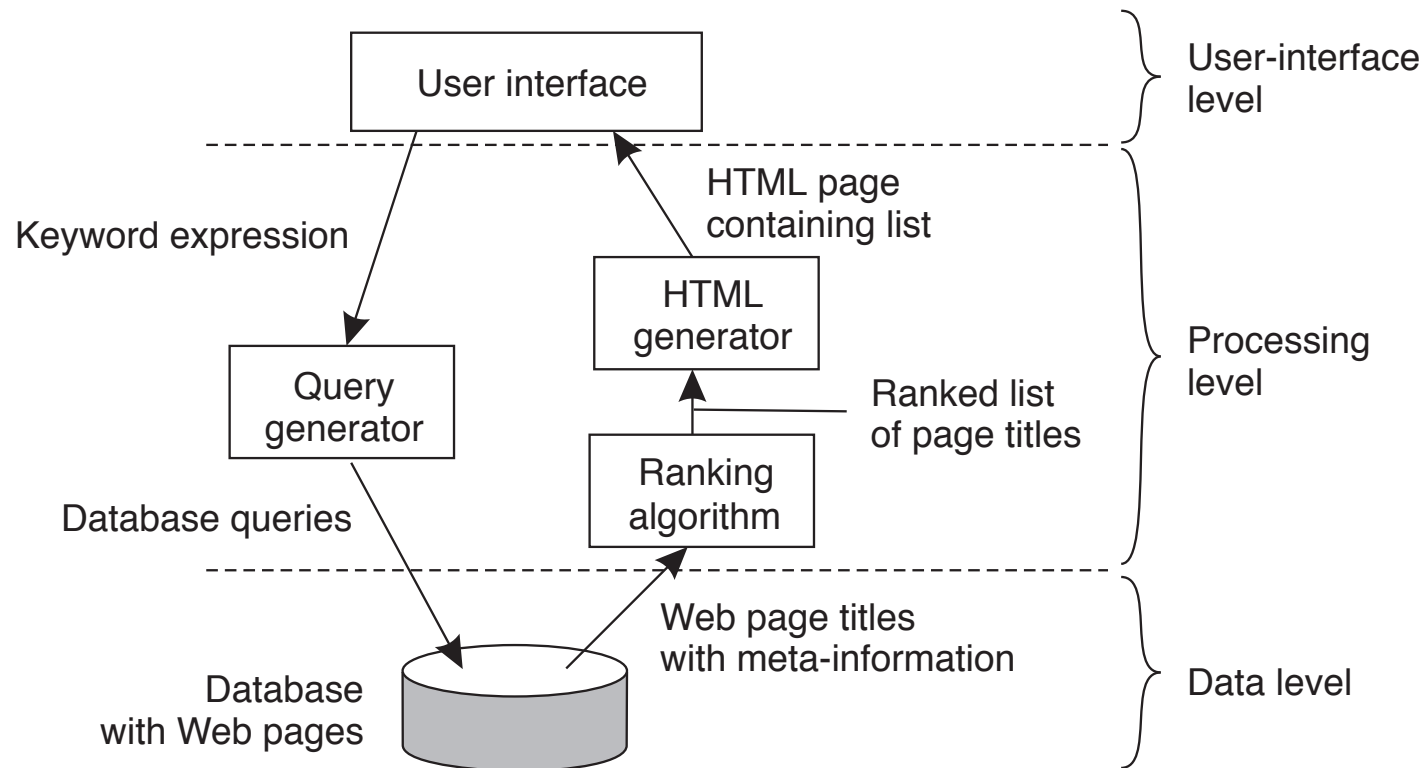 User interface
User-interface
level
HTML page
containing list
Keyword expression
HTML
generator
Processing
level
Query
generator
Ranked list
of page titles
Ranking
algorithm
Database queries
Web page titles
with meta-information
Database
with Web pages
Data level